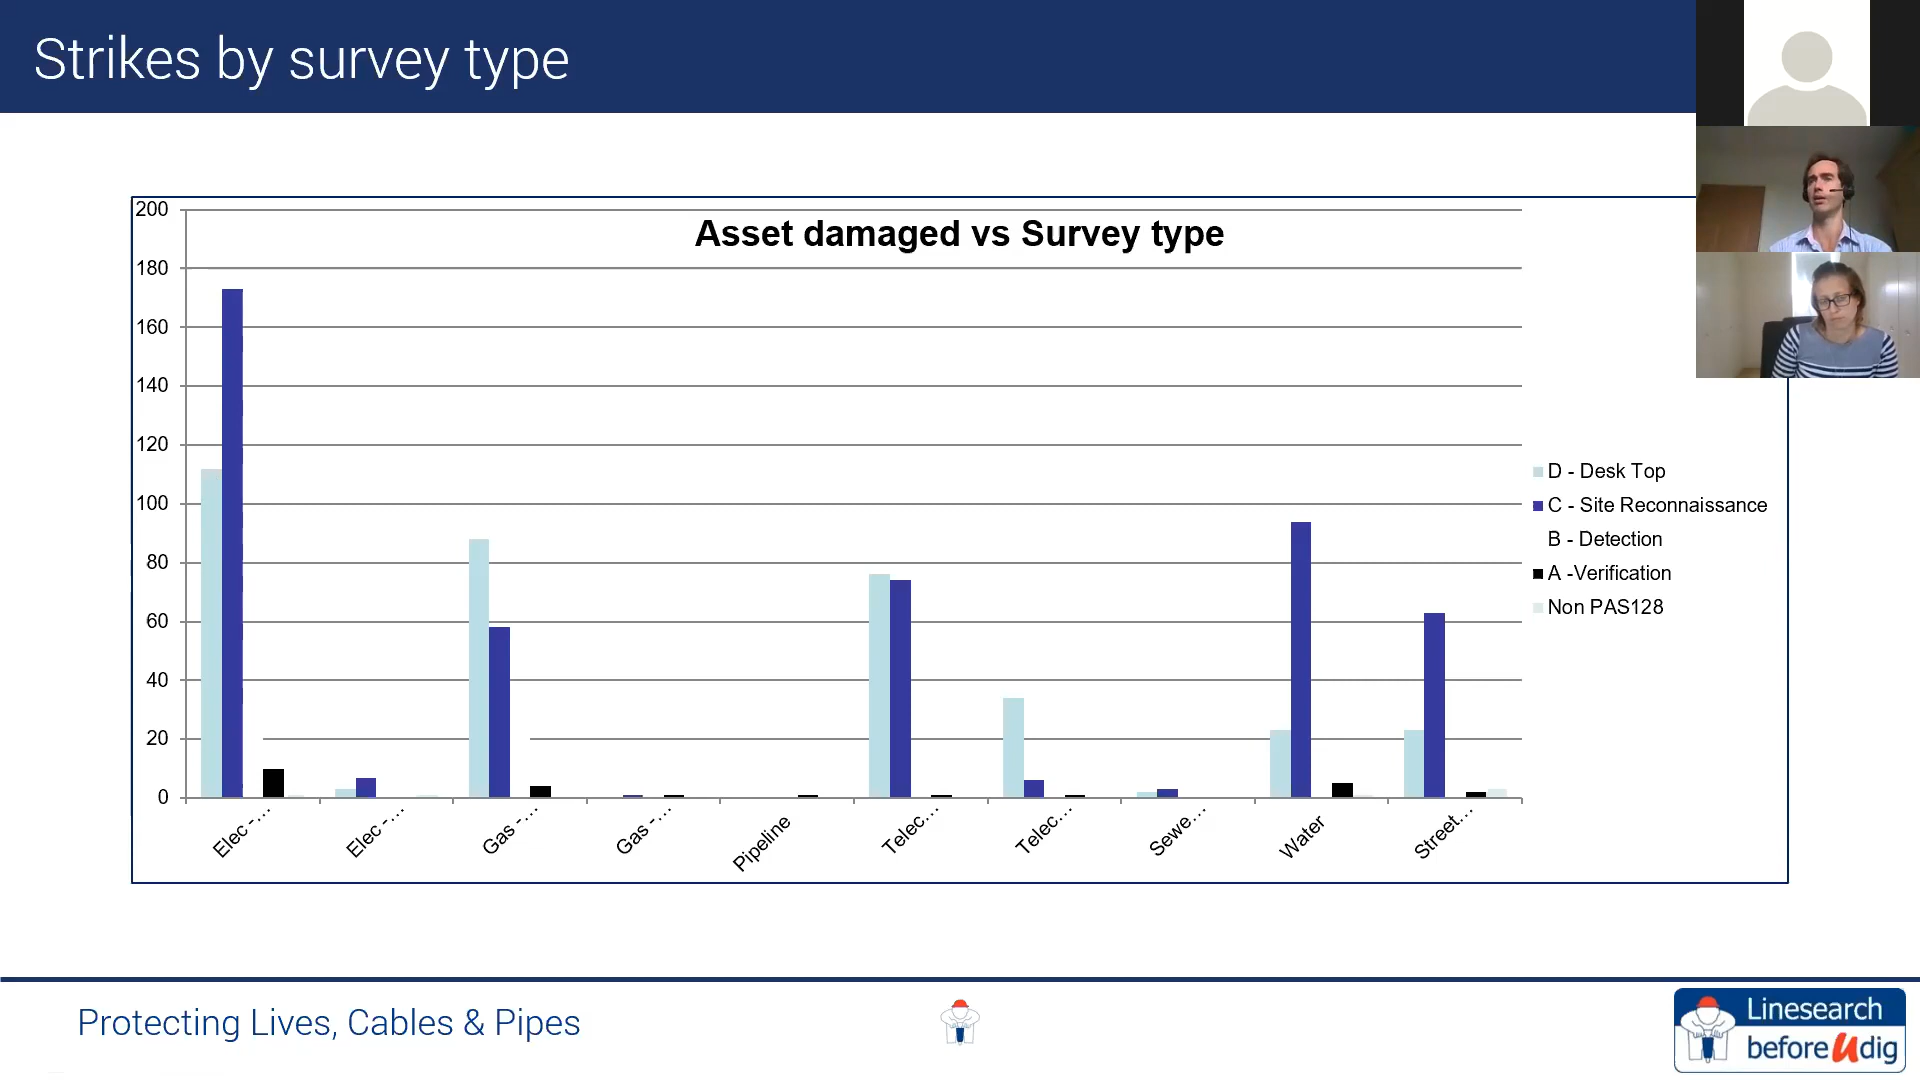 Strikes by survey type
Asset damaged vs Survey type
200
180
160
140
120
100
80
60
40
20
0
Elec -...
Elec -...
Gas -...
Gas -...
Pipeline
Telec...
Telec...
Sewe...
Water
Street...
D - Desk Top
C - Site Reconnaissance
B - Detection
A -Verification
Non PAS128
Protecting Lives, Cables & Pipes
Linesearch
beforeUdig